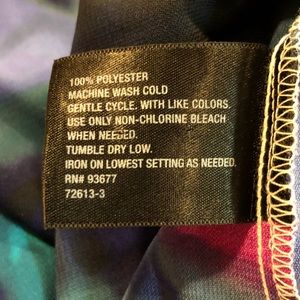 100% POLYESTER
MACHINE WASH COLD
GENTLE CYCLE. WITH LIKE COLORS.
USE ONLY NON-CHLORINE BLEACH
WHEN NEEDED.
TUMBLE DRY LOW.
IRON ON LOWEST SETTING AS NEEDED.
RN# 93677
72613-3